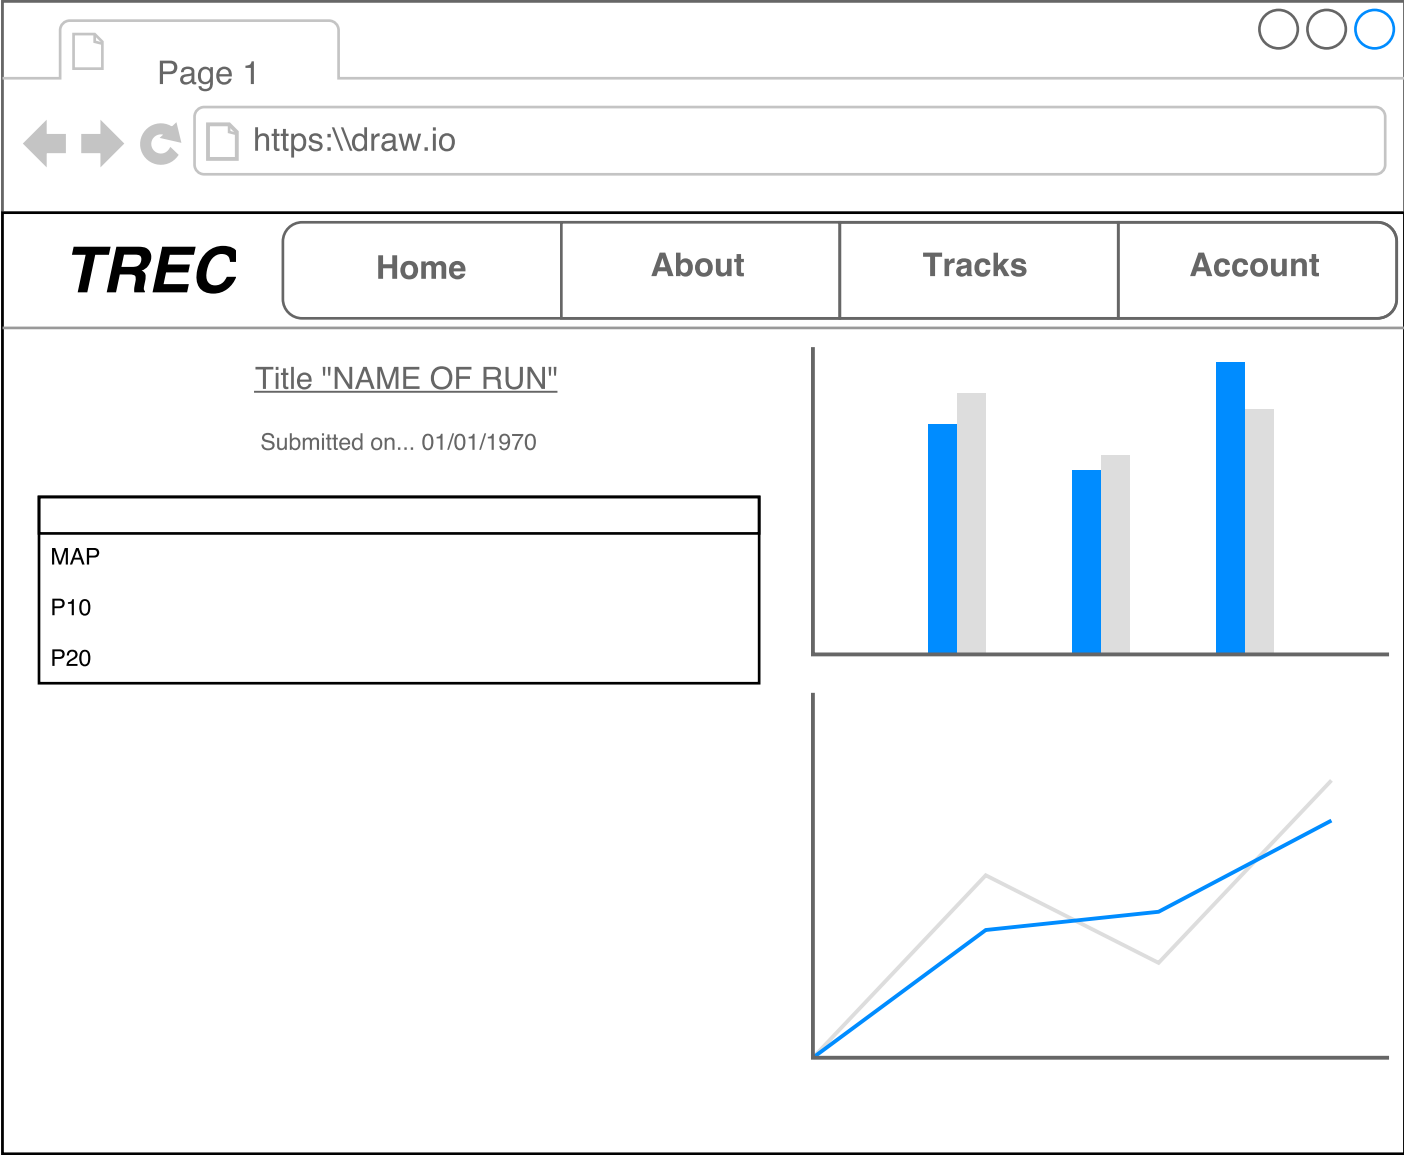 Page 1
https:\\draw.io
TREC
Home
About
Tracks
Account
Title "NAME OF RUN"
Submitted on... 01/01/1970
MAP
P10
P20